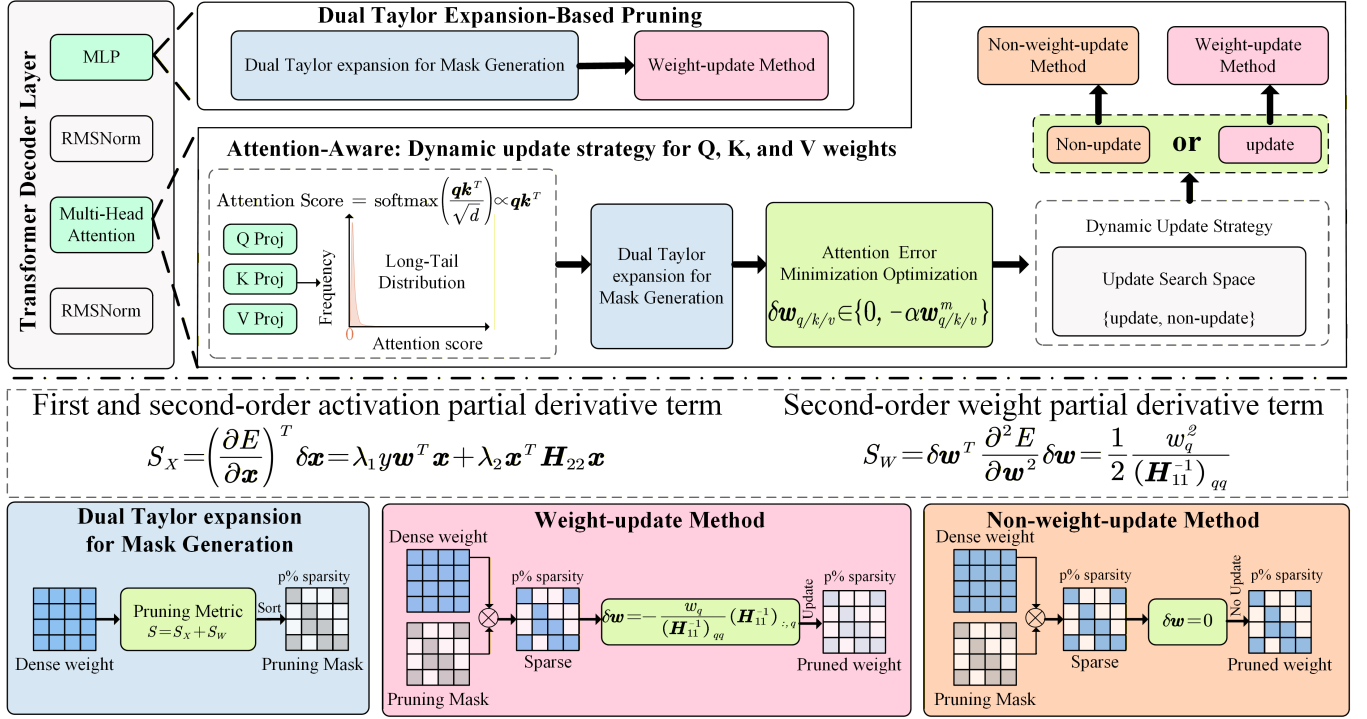 Transformer Decoder Layer
MLP
RMSNorm
Multi-Head
Attention
RMSNorm
Dual Taylor Expansion-Based Pruning
Dual Taylor expansion for Mask Generation
Weight-update Method
Attention-Aware: Dynamic update strategy for Q, K, and V weights
Attention Score = softmax(qk^T/√d)∝qk^T
Q Proj
K Proj
V Proj
Frequency
Long-Tail
Distribution
0
Attention score
Dual Taylor
expansion for
Mask Generation
Attention Error
Minimization Optimization
δw_{q/k/v}∈{0, −αw^m_{q/k/v}}
Non-weight-update
Method
Weight-update
Method
Non-update
or
update
Dynamic Update Strategy
Update Search Space
{update, non-update}
First and second-order activation partial derivative term
S_X=(∂E/∂x)^T δx=λ₁yw^T x+λ₂x^T H₂₂x
Second-order weight partial derivative term
S_W=δw^T ∂²E/∂w² δw=1/2 w_q²/(H₁₁^{-1})_{qq}
Dual Taylor expansion
for Mask Generation
Dense weight
Pruning Metric
S=S_X+S_W
Sort
p% sparsity
Pruning Mask
Weight-update Method
Dense weight
Pruning Mask
p% sparsity
Sparse
δw=−w_q/(H₁₁^{-1})_{qq} (H₁₁^{-1})_{:,q}
Update
p% sparsity
Pruned weight
Non-weight-update Method
Dense weight
Pruning Mask
p% sparsity
Sparse
δw=0
No Update
p% sparsity
Pruned weight